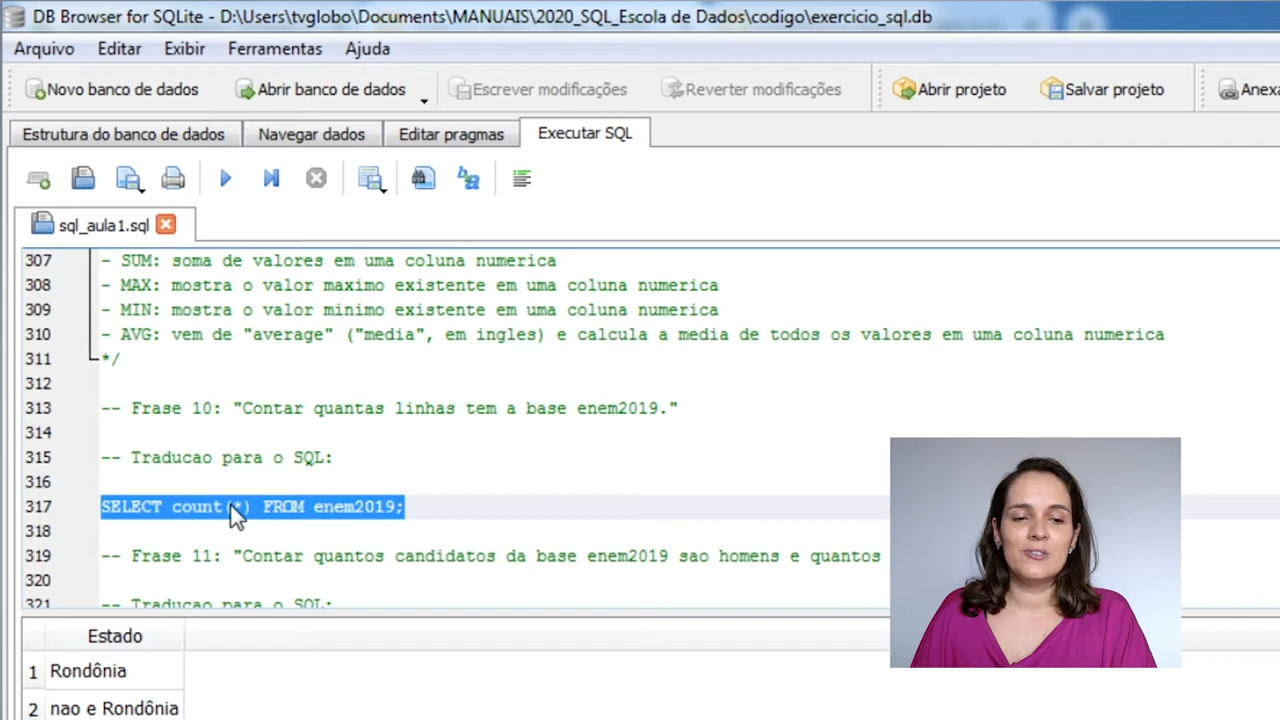 DB Browser for SQLite - D:\Users\tvglobo\Documents\MANUAIS\2020_SQL_Escola de Dados\codigo\exercicio_sql.db
Arquivo Editar Exibir Ferramentas Ajuda
Novo banco de dados Abrir banco de dados Escrever modificações Reverter modificações Abrir projeto Salvar projeto Anexa
Estrutura do banco de dados Navegar dados Editar pragmas Executar SQL
sql_aula1.sql
307 - SUM: soma de valores em uma coluna numerica
308 - MAX: mostra o valor maximo existente em uma coluna numerica
309 - MIN: mostra o valor minimo existente em uma coluna numerica
310 - AVG: vem de "average" ("media", em ingles) e calcula a media de todos os valores em uma coluna numerica
311 */
312
313 -- Frase 10: "Contar quantas linhas tem a base enem2019."
314
315 -- Traducao para o SQL:
316
317 SELECT count(*) FROM enem2019;
318
319 -- Frase 11: "Contar quantos candidatos da base enem2019 sao homens e quantos
320
321 -- Traducao para o SQL:
Estado
1 Rondônia
2 nao e Rondônia